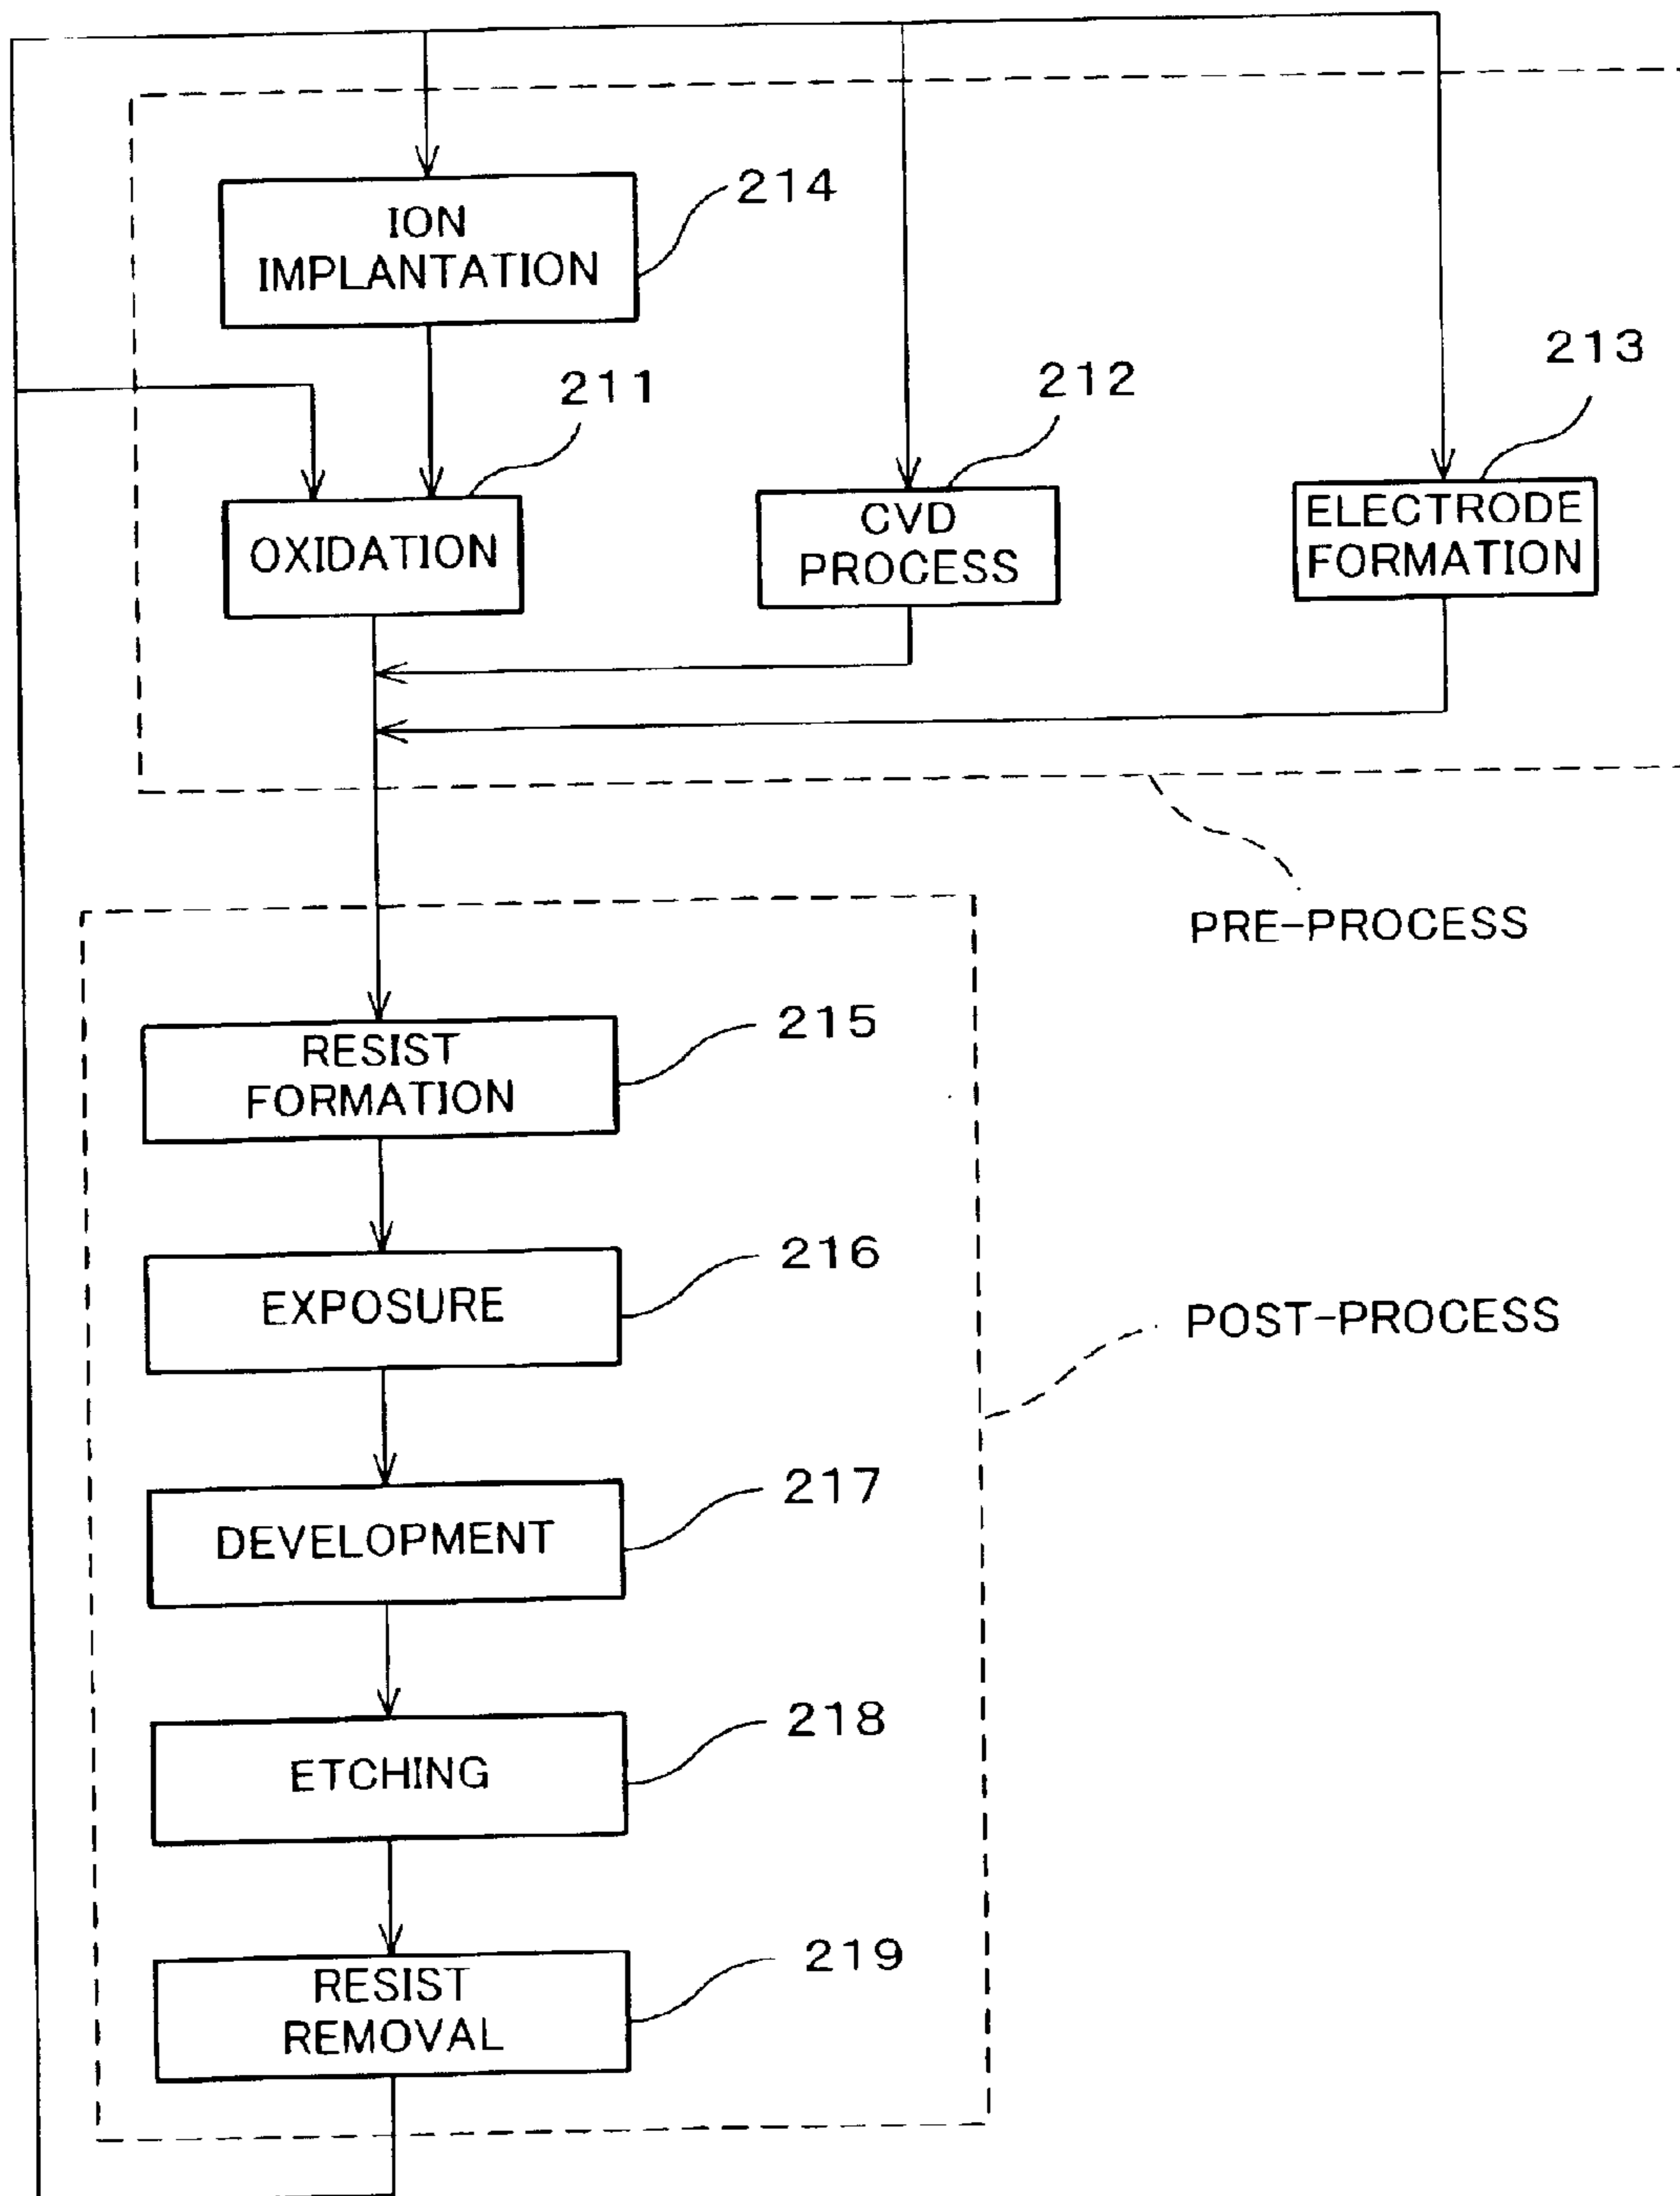 214
ION
IMPLANTATION
213
212
211
OXIDATION
CVD
PROCESS
ELECTRODE
FORMATION
PRE-PROCESS
215
RESIST
FORMATION
216
EXPOSURE
POST-PROCESS
217
DEVELOPMENT
218
ETCHING
219
RESIST
REMOVAL